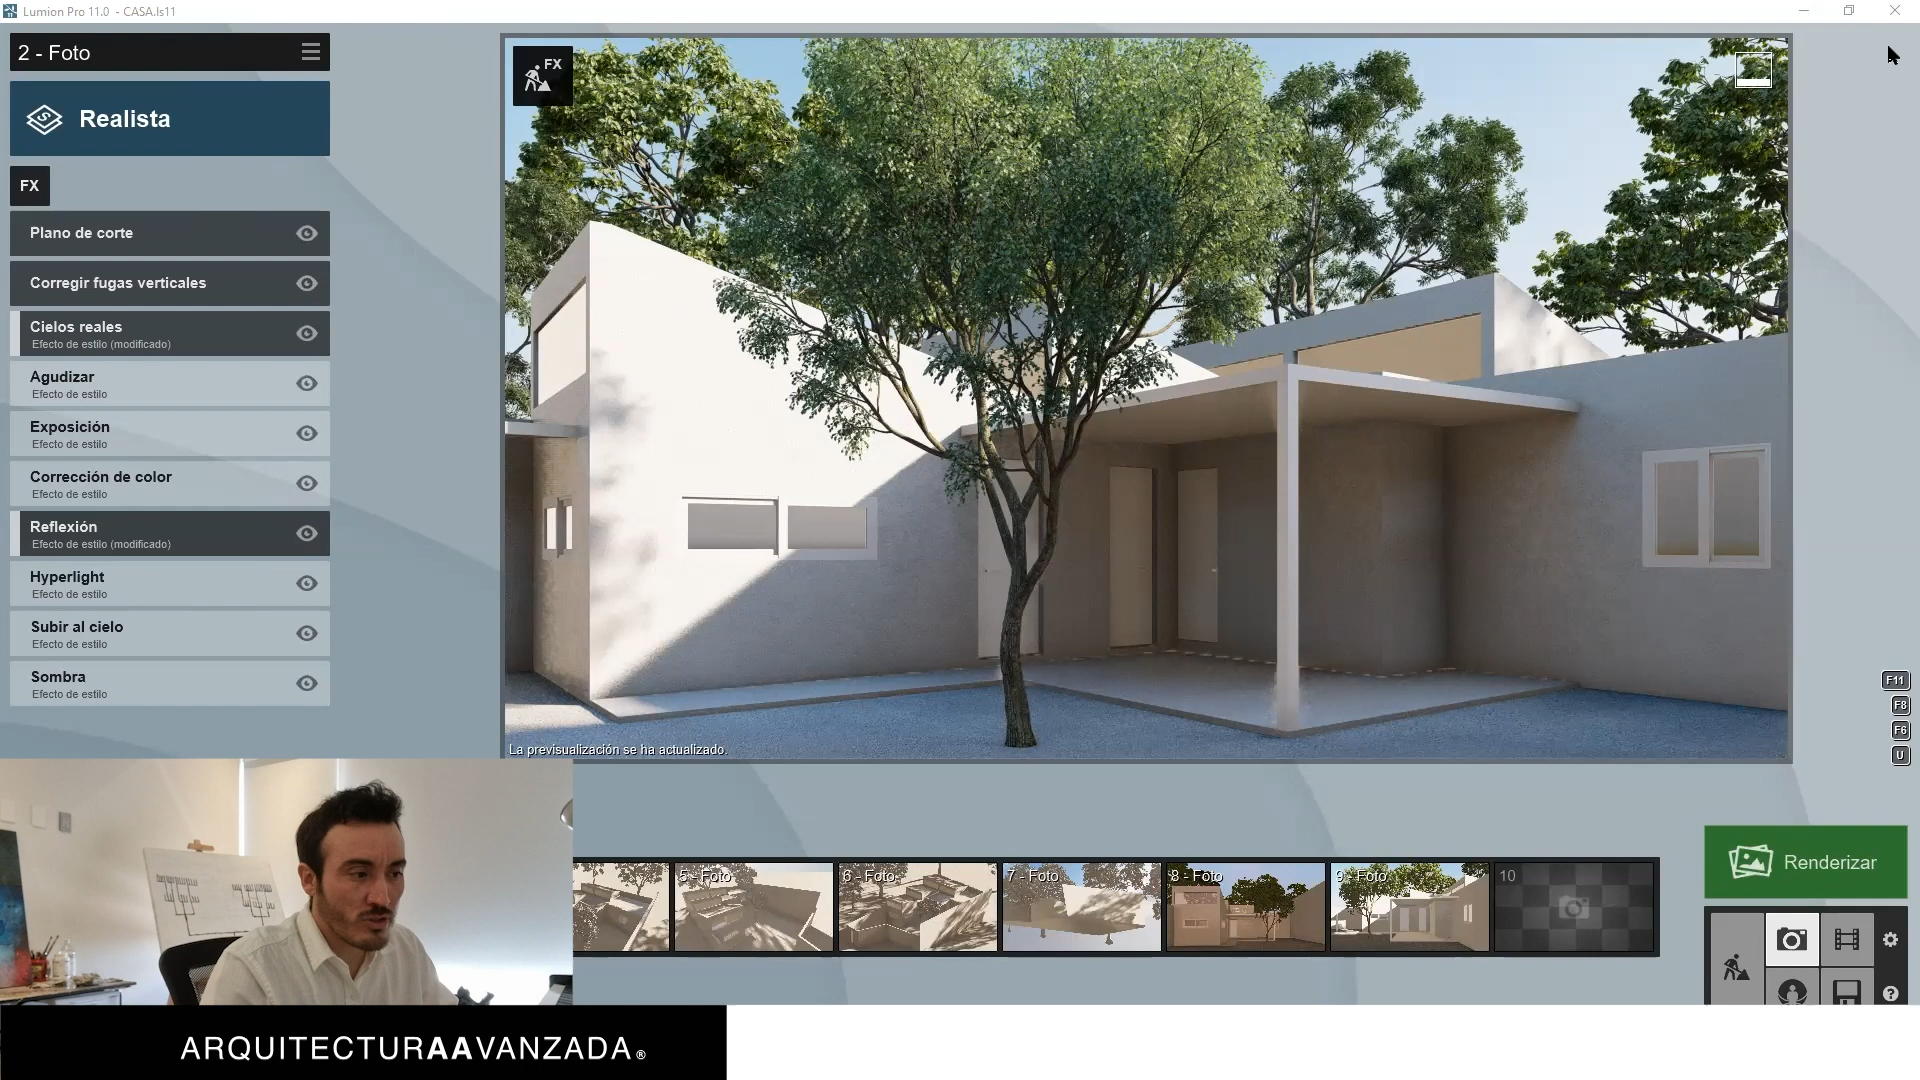 Lumion Pro 11.0 - CASA.ls11
2 - Foto
Realista
FX
Plano de corte
Corregir fugas verticales
Cielos reales
Efecto de estilo (modificado)
Agudizar
Efecto de estilo
Exposición
Efecto de estilo
Corrección de color
Efecto de estilo
Reflexión
Efecto de estilo (modificado)
Hyperlight
Efecto de estilo
Subir al cielo
Efecto de estilo
Sombra
Efecto de estilo
FX
La previsualización se ha actualizado.
F11
F8
F6
U
5 - Foto
6 - Foto
7 - Foto
8 - Foto
9 - Foto
10
Renderizar
?
ARQUITECTURAAVANZADA®